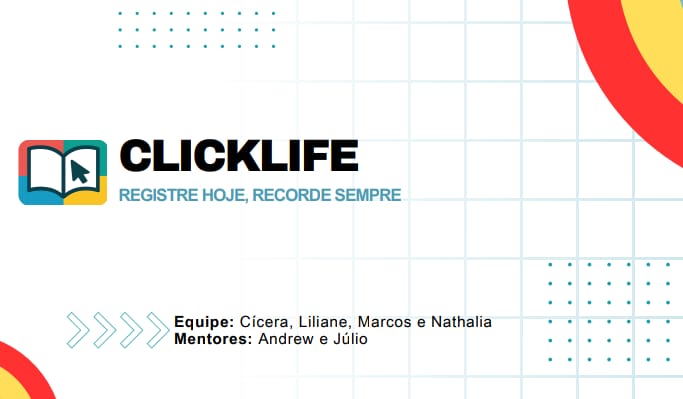 CLICKLIFE
REGISTRE HOJE, RECORDE SEMPRE
Equipe: Cícera, Liliane, Marcos e Nathalia
Mentores: Andrew e Júlio